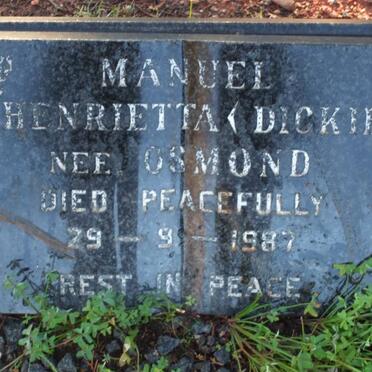 MANUEL
HENRIETTA (DICKIE
NEE OSMOND
DIED PEACEFULLY
29 – 9 – 1987
REST IN PEACE